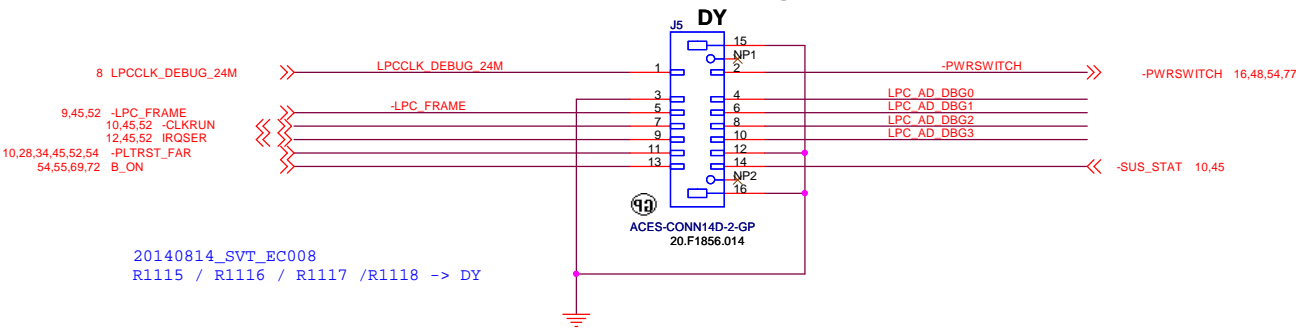 DY
J5
15
NP1
8 LPCCLK_DEBUG_24M
LPCCLK_DEBUG_24M
1
2
-PWRSWITCH
-PWRSWITCH 16,48,54,77
3
4
LPC_AD_DBG0
9,45,52 -LPC_FRAME
-LPC_FRAME
5
6
LPC_AD_DBG1
10,45,52 -CLKRUN
7
8
LPC_AD_DBG2
12,45,52 IRQSER
9
10
LPC_AD_DBG3
10,28,34,45,52,54 -PLTRST_FAR
11
12
54,55,69,72 B_ON
13
14
-SUS_STAT 10,45
NP2
16
GP
ACES-CONN14D-2-GP
20.F1856.014
20140814_SVT_EC008
R1115 / R1116 / R1117 /R1118 -> DY